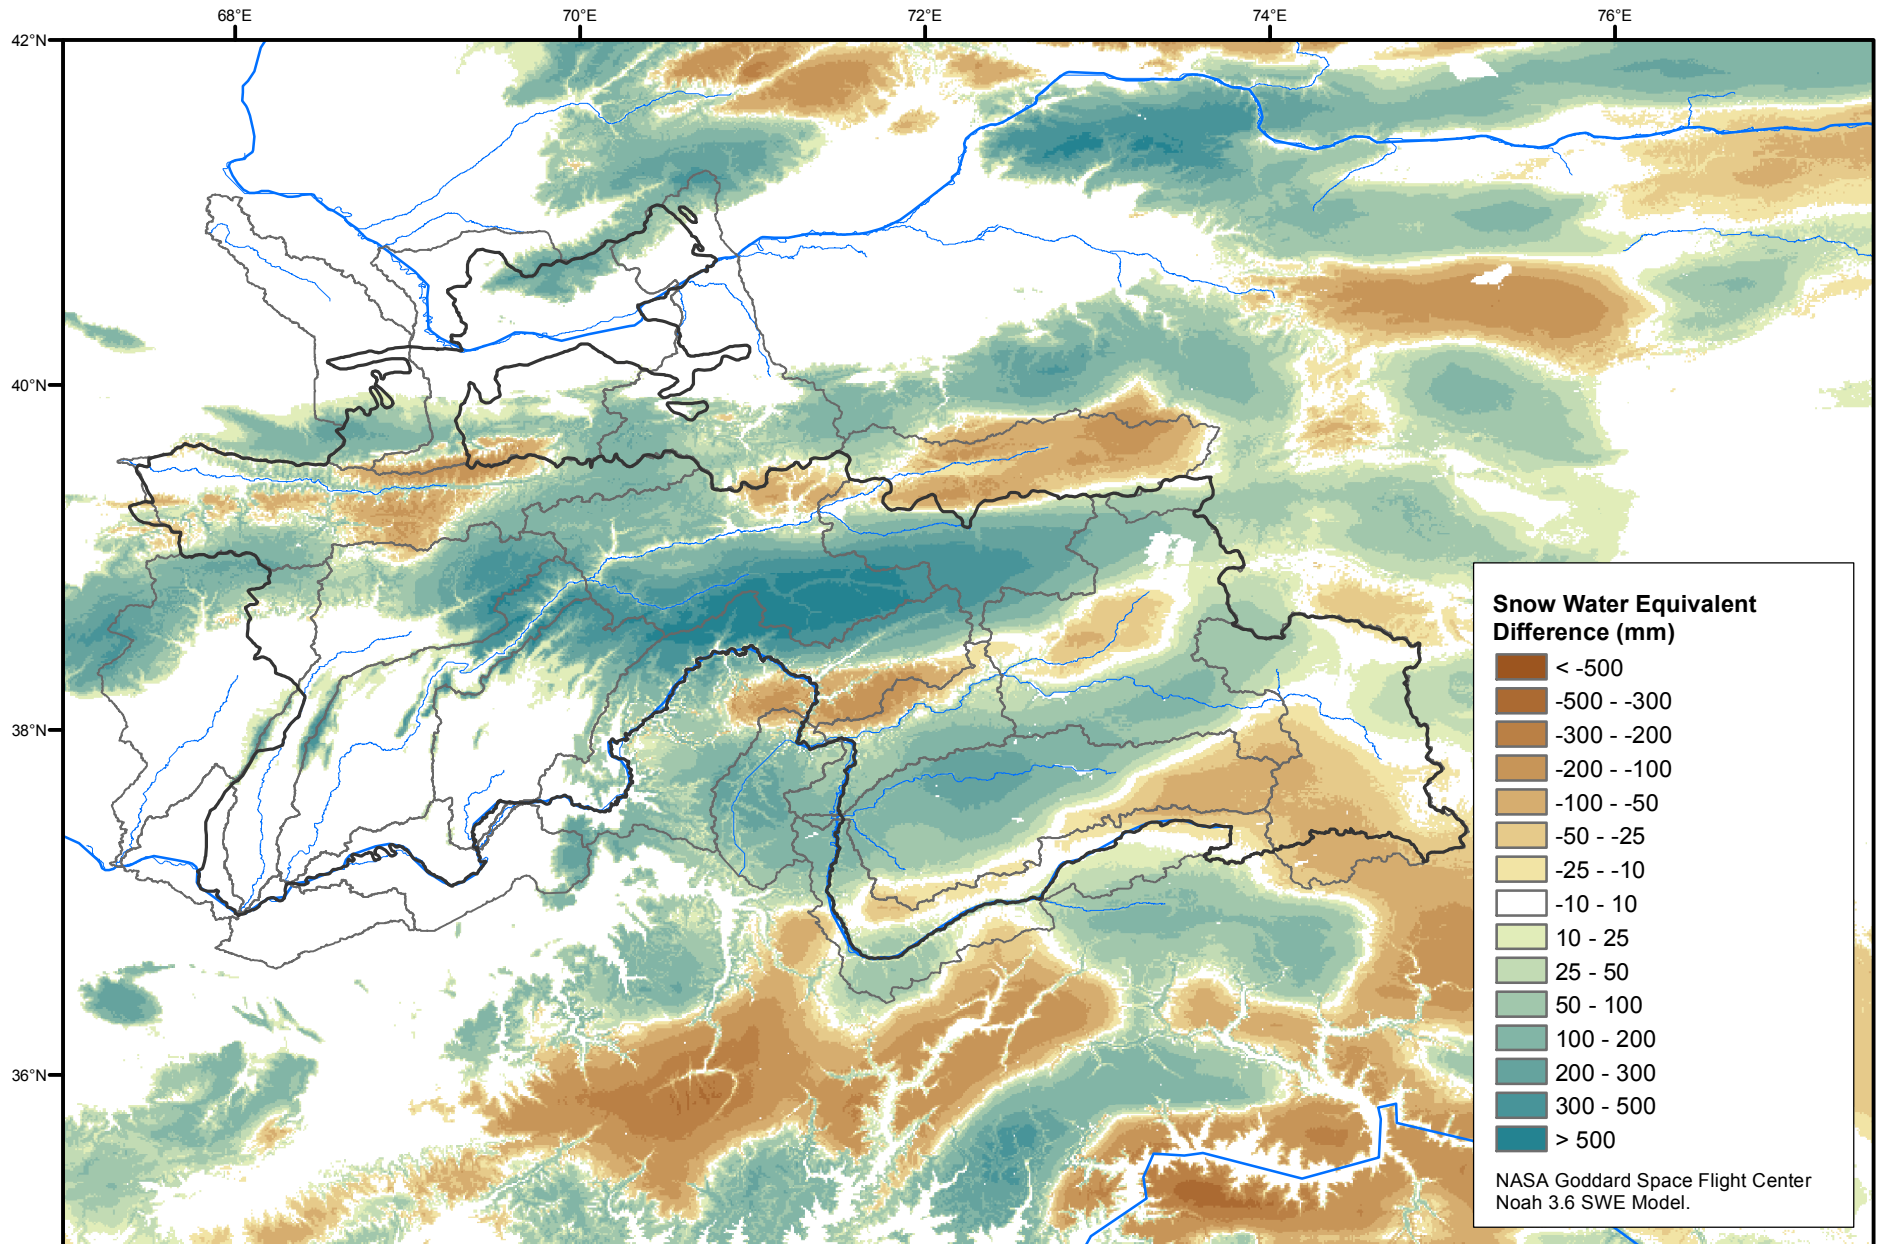 68°E 70°E 72°E 74°E 76°E
42°N
40°N
38°N
36°N
Snow Water Equivalent
Difference (mm)
< -500
-500 - -300
-300 - -200
-200 - -100
-100 - -50
-50 - -25
-25 - -10
-10 - 10
10 - 25
25 - 50
50 - 100
100 - 200
200 - 300
300 - 500
> 500
NASA Goddard Space Flight Center
Noah 3.6 SWE Model.